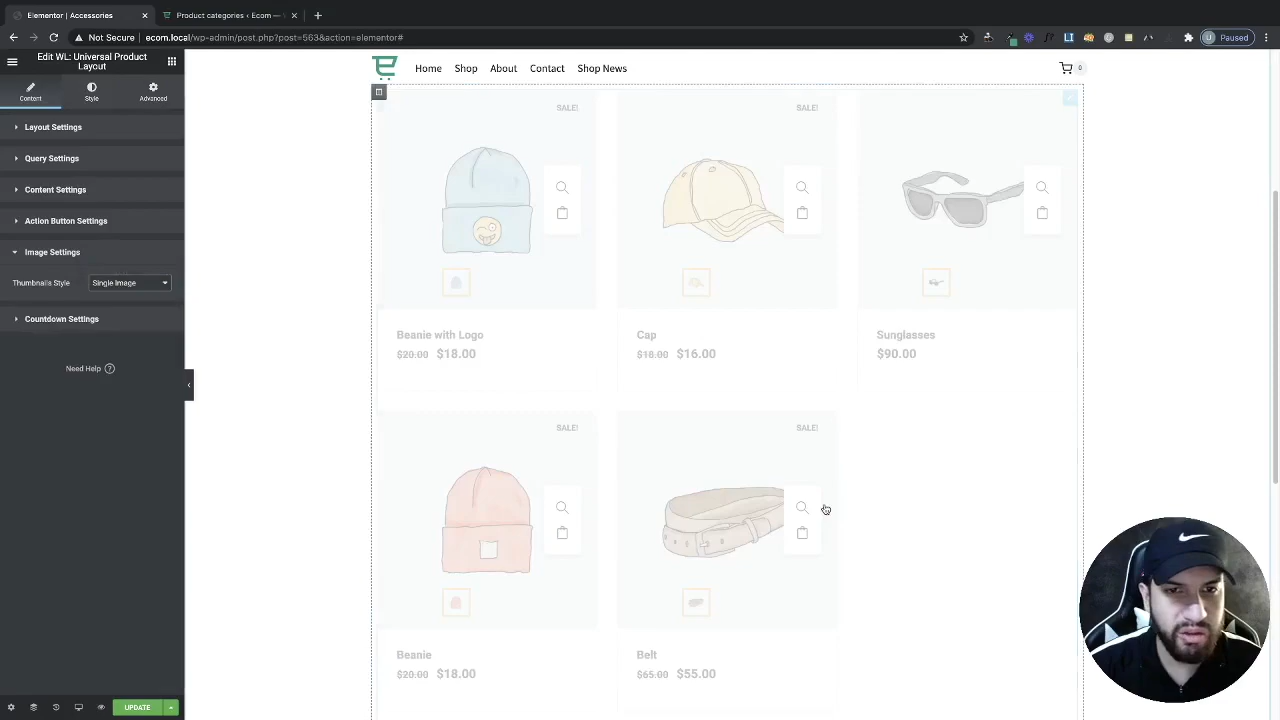 Elementor | Accessories
Product categories ‹ Ecom —
Not Secure
ecom.local/wp-admin/post.php?post=563&action=elementor#
Paused
Edit WL: Universal Product
Layout
Content
Style
Advanced
Layout Settings
Query Settings
Content Settings
Action Button Settings
Image Settings
Thumbnails Style
Single Image
Countdown Settings
Need Help
UPDATE
Home
Shop
About
Contact
Shop News
0
SALE!
SALE!
Beanie with Logo
$20.00 $18.00
Cap
$18.00 $16.00
Sunglasses
$90.00
SALE!
SALE!
Beanie
$20.00 $18.00
Belt
$65.00 $55.00